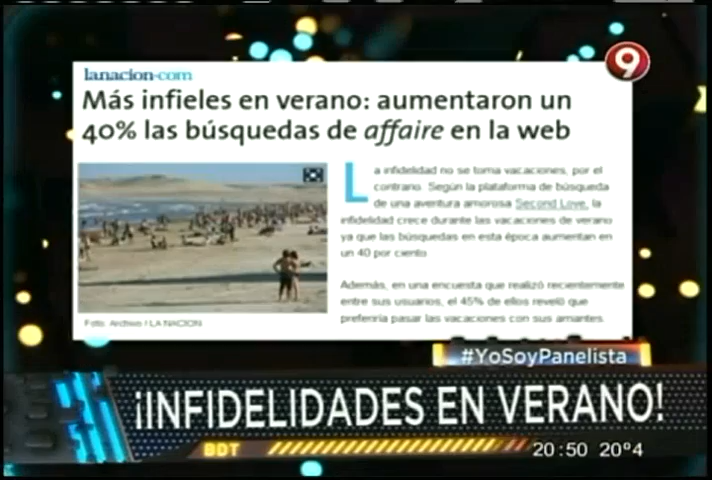 lanacion.com
9
Más infieles en verano: aumentaron un
40% las búsquedas de affaire en la web
La infidelidad no se toma vacaciones, por el
contrario. Según la plataforma de búsqueda
de una aventura amorosa Second Love, la
infidelidad crece durante las vacaciones de verano
ya que las búsquedas en esta época aumentan en
un 40 por ciento
Además, en una encuesta que realizó recientemente
entre sus usuarios, el 45% de ellos reveló que
preferiría pasar las vacaciones con sus amantes.
Foto: Archivo / LA NACION
#YoSoyPanelista
¡INFIDELIDADES EN VERANO!
BDT
20:50 20°4